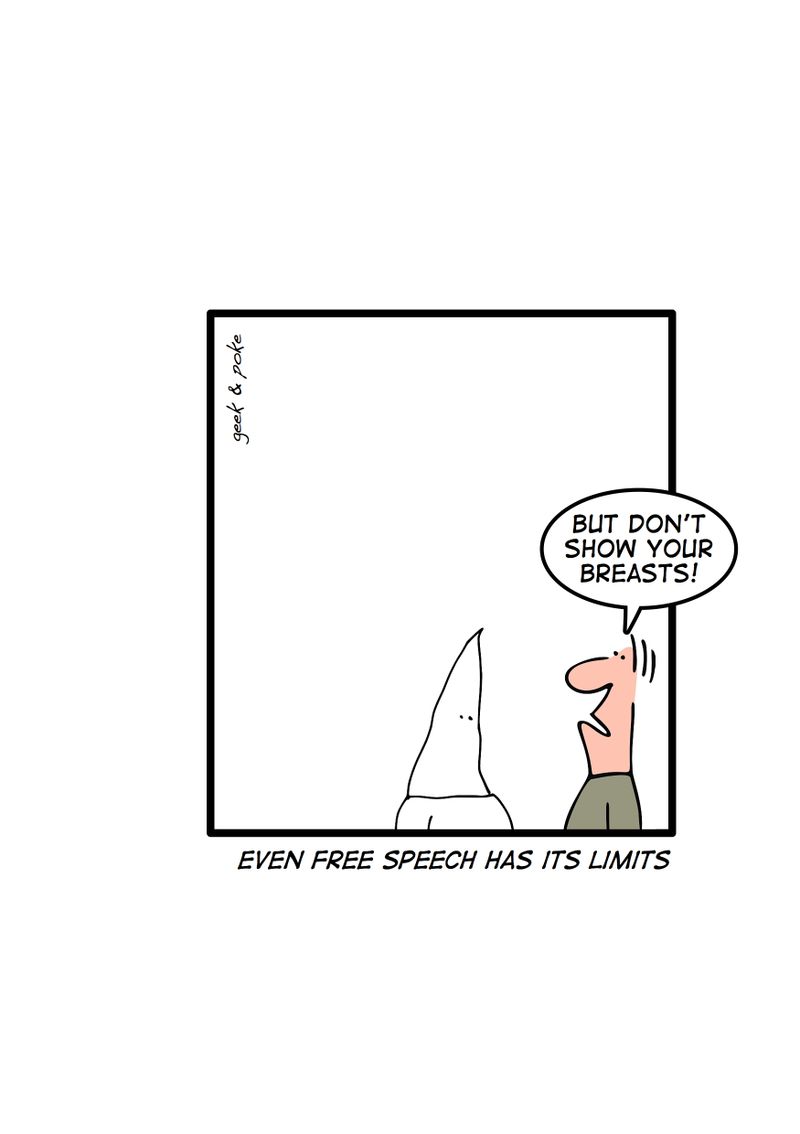 geek & poke
BUT DON'T
SHOW YOUR
BREASTS!
EVEN FREE SPEECH HAS ITS LIMITS